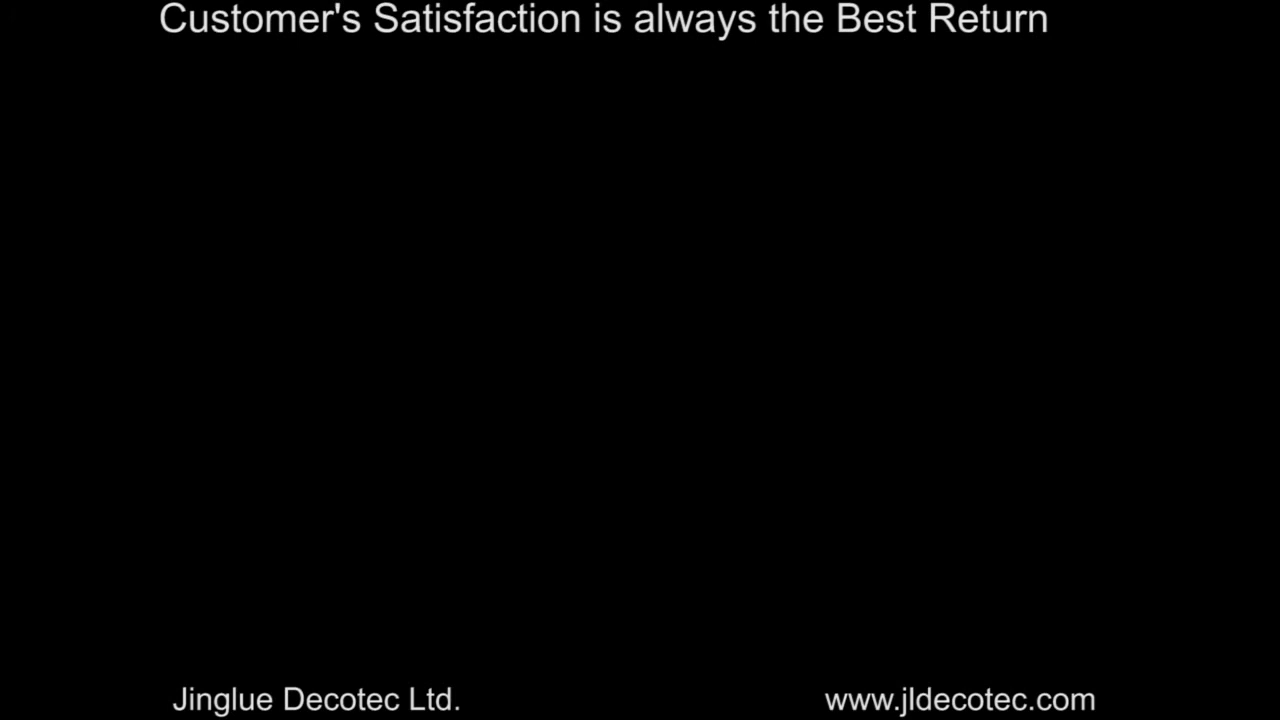 Customer's Satisfaction is always the Best Return
Jinglue Decotec Ltd.
www.jldecotec.com